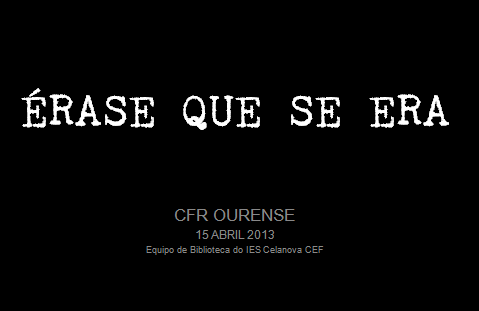 ÉRASE QUE SE ERA
CFR OURENSE
15 ABRIL 2013
Equipo de Biblioteca do IES Celanova CEF